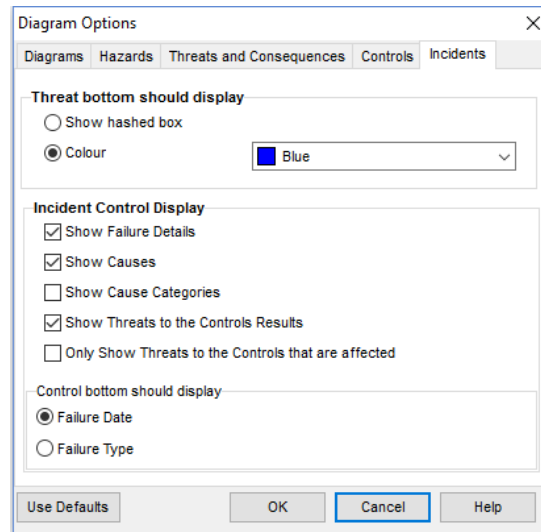 Diagram Options
Diagrams Hazards Threats and Consequences Controls Incidents
Threat bottom should display
Show hashed box
Colour Blue
Incident Control Display
Show Failure Details
Show Causes
Show Cause Categories
Show Threats to the Controls Results
Only Show Threats to the Controls that are affected
Control bottom should display
Failure Date
Failure Type
Use Defaults OK Cancel Help